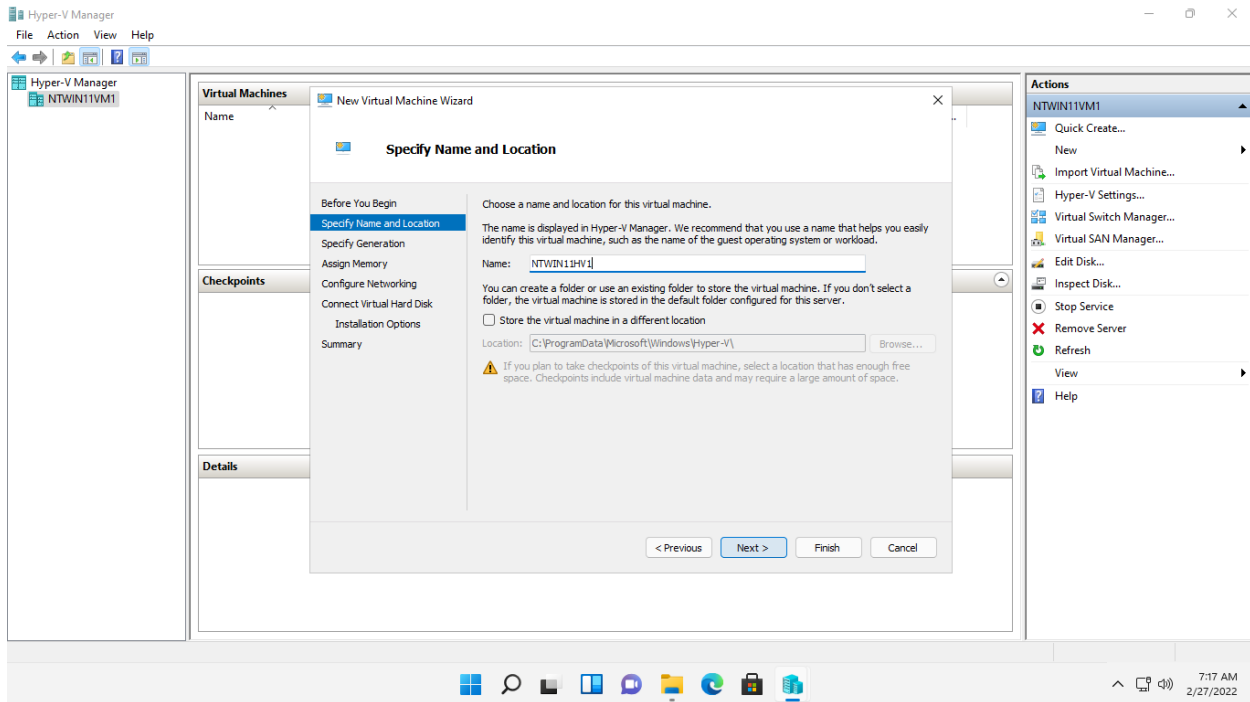 Hyper-V Manager
File Action View Help
Hyper-V Manager
NTWIN11VM1
Virtual Machines
Name
Checkpoints
Details
New Virtual Machine Wizard
Specify Name and Location
Before You Begin
Specify Name and Location
Specify Generation
Assign Memory
Configure Networking
Connect Virtual Hard Disk
Installation Options
Summary
Choose a name and location for this virtual machine.
The name is displayed in Hyper-V Manager. We recommend that you use a name that helps you easily
identify this virtual machine, such as the name of the guest operating system or workload.
Name: NTWIN11HV1
You can create a folder or use an existing folder to store the virtual machine. If you don't select a
folder, the virtual machine is stored in the default folder configured for this server.
Store the virtual machine in a different location
Location: C:\ProgramData\Microsoft\Windows\Hyper-V\ Browse...
If you plan to take checkpoints of this virtual machine, select a location that has enough free
space. Checkpoints include virtual machine data and may require a large amount of space.
< Previous Next > Finish Cancel
Actions
NTWIN11VM1
Quick Create...
New
Import Virtual Machine...
Hyper-V Settings...
Virtual Switch Manager...
Virtual SAN Manager...
Edit Disk...
Inspect Disk...
Stop Service
Remove Server
Refresh
View
Help
7:17 AM
2/27/2022